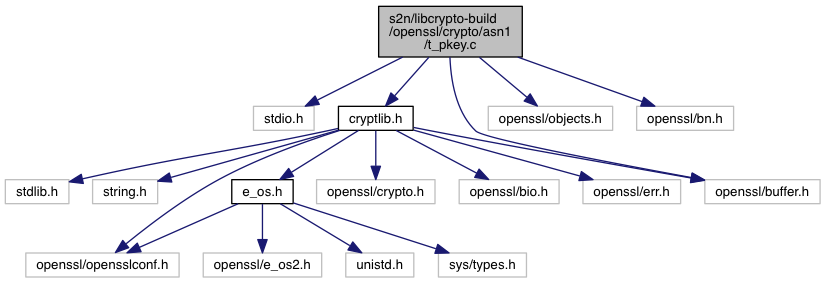 s2n/libcrypto-build
/openssl/crypto/asn1
/t_pkey.c
stdio.h
cryptlib.h
openssl/objects.h
openssl/bn.h
stdlib.h
string.h
e_os.h
openssl/crypto.h
openssl/bio.h
openssl/err.h
openssl/buffer.h
openssl/opensslconf.h
openssl/e_os2.h
unistd.h
sys/types.h